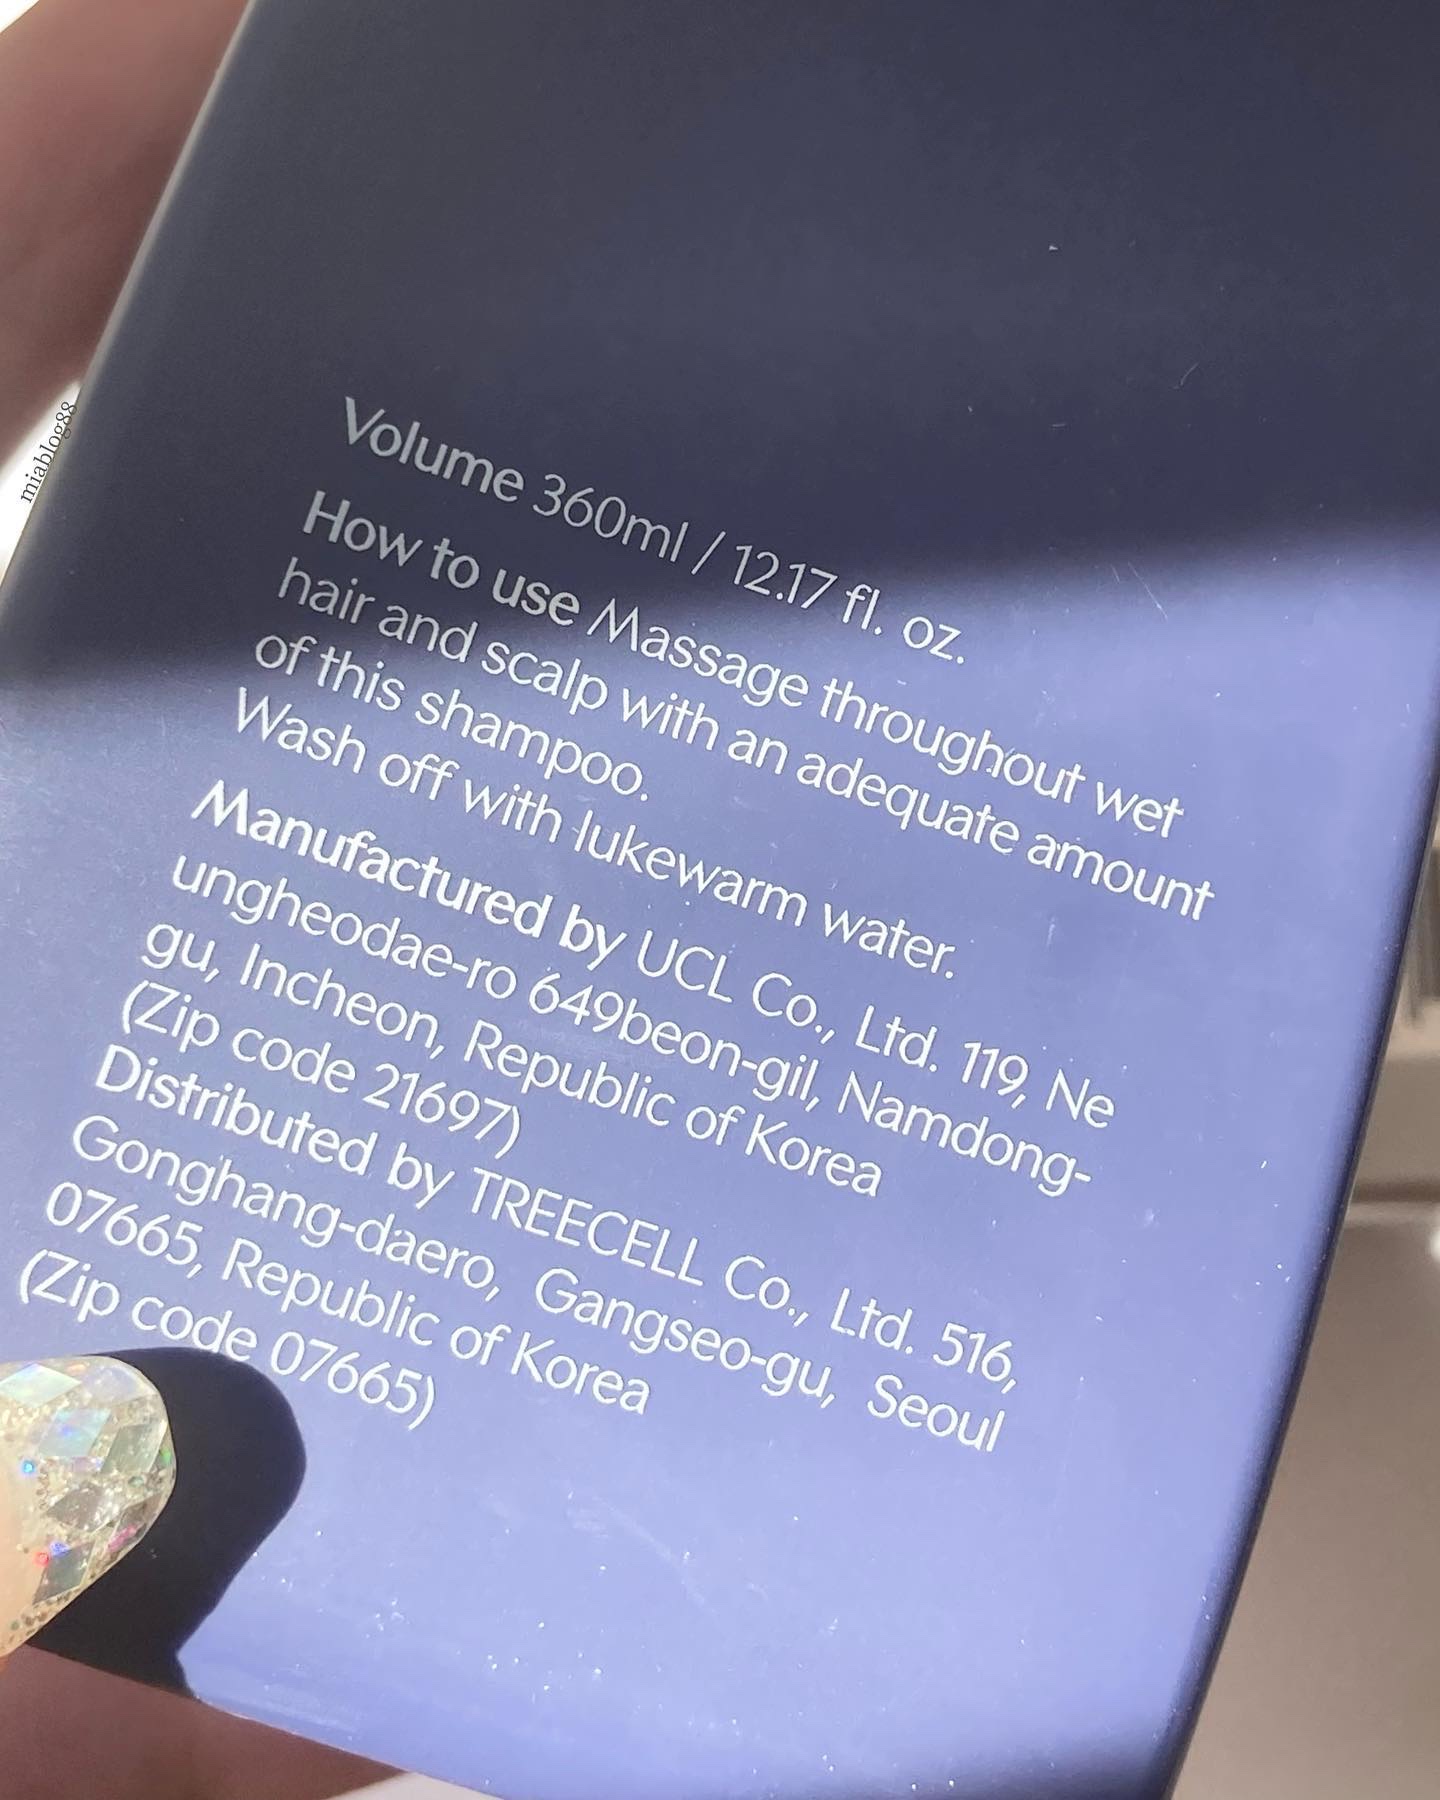 miablog88
Volume 360ml / 12.17 fl. oz.
How to use Massage throughout wet
hair and scalp with an adequate amount
of this shampoo.
Wash off with lukewarm water.
Manufactured by UCL Co., Ltd. 119, Ne
ungheodae-ro 649beon-gil, Namdong-
gu, Incheon, Republic of Korea
(Zip code 21697)
Distributed by TREECELL Co., Ltd. 516,
Gonghang-daero, Gangseo-gu, Seoul
07665, Republic of Korea
(Zip code 07665)